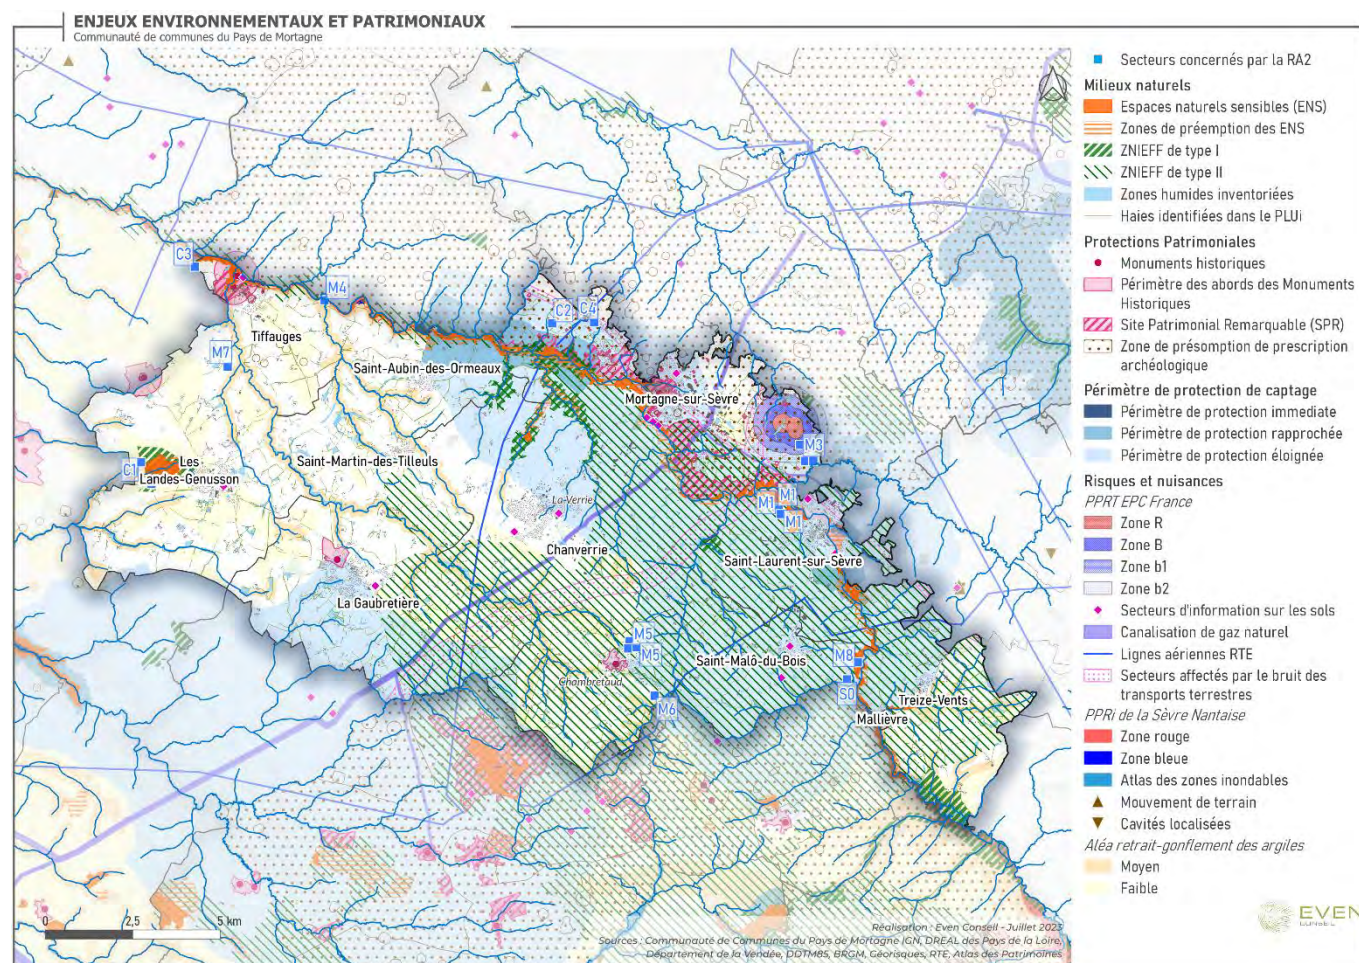 ENJEUX ENVIRONNEMENTAUX ET PATRIMONIAUX
Communauté de communes du Pays de Mortagne
Secteurs concernés par la RA2
Milieux naturels
Espaces naturels sensibles (ENS)
Zones de préemption des ENS
ZNIEFF de type I
ZNIEFF de type II
Zones humides inventoriées
Haies identifiées dans le PLUi
Protections Patrimoniales
Monuments historiques
Périmètre des abords des Monuments
Historiques
Site Patrimonial Remarquable (SPR)
Zone de présomption de prescription
archéologique
Périmètre de protection de captage
Périmètre de protection immediate
Périmètre de protection rapprochée
Périmètre de protection éloignée
Risques et nuisances
PPRT EPC France
Zone R
Zone B
Zone b1
Zone b2
Secteurs d'information sur les sols
Canalisation de gaz naturel
Lignes aériennes RTE
Secteurs affectés par le bruit des
transports terrestres
PPRi de la Sèvre Nantaise
Zone rouge
Zone bleue
Atlas des zones inondables
Mouvement de terrain
Cavités localisées
Aléa retrait-gonflement des argiles
Moyen
Faible
EVEN
CONSEIL
C3
M4
C2
C4
Tiffauges
M7
Saint-Aubin-des-Ormeaux
Mortagne-sur-Sèvre
M3
C1
Les
Landes-Genusson
Saint-Martin-des-Tilleuls
La-Verrie
M1
M1
Chanverrie
Saint-Laurent-sur-Sèvre
La Gaubretière
M5
M5
Saint-Malô-du-Bois
M8
Chambretaud
S0
M6
Treize-Vents
Mallièvre
0
2,5
5 km
Réalisation : Even Conseil - Juillet 2023
Sources : Communauté de Communes du Pays de Mortagne IGN, DREAL des Pays de la Loire,
Département de la Vendée, DDTM85, BRGM, Géorisques, RTE, Atlas des Patrimoines